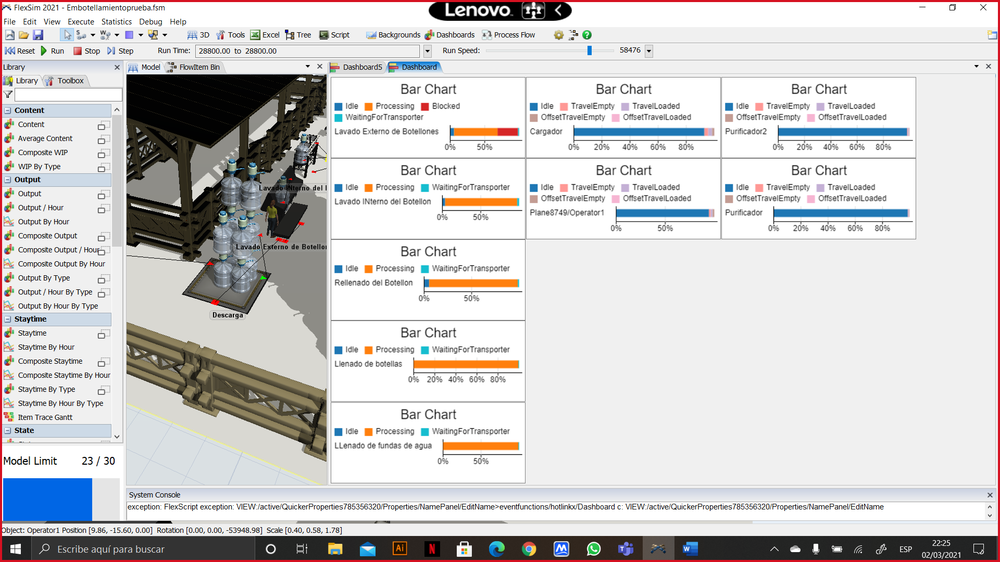 FlexSim 2021 - Embotellamientoprueba.fsm
Lenovo
File Edit View Execute Statistics Debug Help
3D Tools Excel Tree Script Backgrounds Dashboards Process Flow
Reset Run Stop Step Run Time: 28800.00 to 28800.00 Run Speed: 58476
Library
Library Toolbox
Content
Content
Average Content
Composite WIP
WIP By Type
Output
Output
Output / Hour
Output By Hour
Composite Output
Composite Output / Hour
Composite Output By Hour
Output By Type
Output / Hour By Type
Output By Hour By Type
Staytime
Staytime
Staytime By Hour
Composite Staytime
Composite Staytime By Hour
Staytime By Type
Staytime By Hour By Type
Item Trace Gantt
State
Model Limit 23 / 30
Model FlowItem Bin
Lavado INterno del
Lavado Externo de Botellon
Descarga
Dashboard5 Dashboard
Bar Chart
Idle Processing Blocked
WaitingForTransporter
Lavado Externo de Botellones
0% 50%
Bar Chart
Idle TravelEmpty TravelLoaded
OffsetTravelEmpty OffsetTravelLoaded
Cargador
0% 20% 40% 60% 80%
Bar Chart
Idle TravelEmpty TravelLoaded
OffsetTravelEmpty OffsetTravelLoaded
Purificador2
0% 20% 40% 60% 80%
Bar Chart
Idle Processing WaitingForTransporter
Lavado INterno del Botellon
0% 50%
Bar Chart
Idle TravelEmpty TravelLoaded
OffsetTravelEmpty OffsetTravelLoaded
Plane8749/Operator1
0% 50%
Bar Chart
Idle TravelEmpty TravelLoaded
OffsetTravelEmpty OffsetTravelLoaded
Purificador
0% 20% 40% 60% 80%
Bar Chart
Idle Processing WaitingForTransporter
Rellenado del Botellon
0% 50%
Bar Chart
Idle Processing WaitingForTransporter
Llenado de botellas
0% 20% 40% 60% 80%
Bar Chart
Idle Processing WaitingForTransporter
LLenado de fundas de agua
0% 50%
System Console
exception: FlexScript exception: VIEW:/active/QuickerProperties785356320/Properties/NamePanel/EditName>eventfunctions/hotlinkx/Dashboard c: VIEW:/active/QuickerProperties785356320/Properties/NamePanel/EditName
Object: Operator1 Position [9.86, -15.60, 0.00] Rotation [0.00, 0.00, -53948.98] Scale [0.40, 0.58, 1.78]
Escribe aquí para buscar
ESP
22:25
02/03/2021